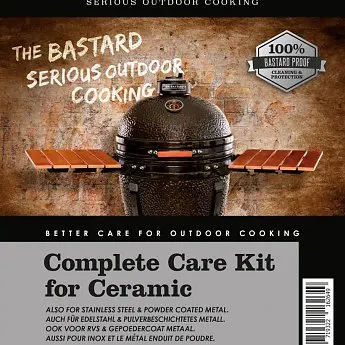 SERIOUS OUTDOOR COOKING
THE BASTARD
SERIOUS OUTDOOR
COOKING
100%
BASTARD PROOF
CLEANING &
PROTECTION
BETTER CARE FOR OUTDOOR COOKING
Complete Care Kit
for Ceramic
ALSO FOR STAINLESS STEEL & POWDER COATED METAL.
AUCH FÜR EDELSTAHL & PULVERBESCHICHTETES METALL.
OOK VOOR RVS & GEPOEDERCOAT METAL.
AUSSI POUR INOX ET LE MÉTAL ENDUIT DE POUDRE.